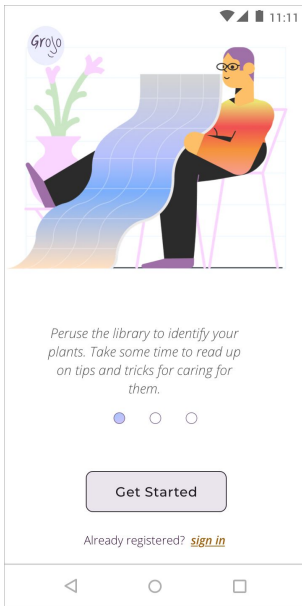 11:11
GroJo
Peruse the library to identify your
plants. Take some time to read up
on tips and tricks for caring for
them.
Get Started
Already registered? sign in